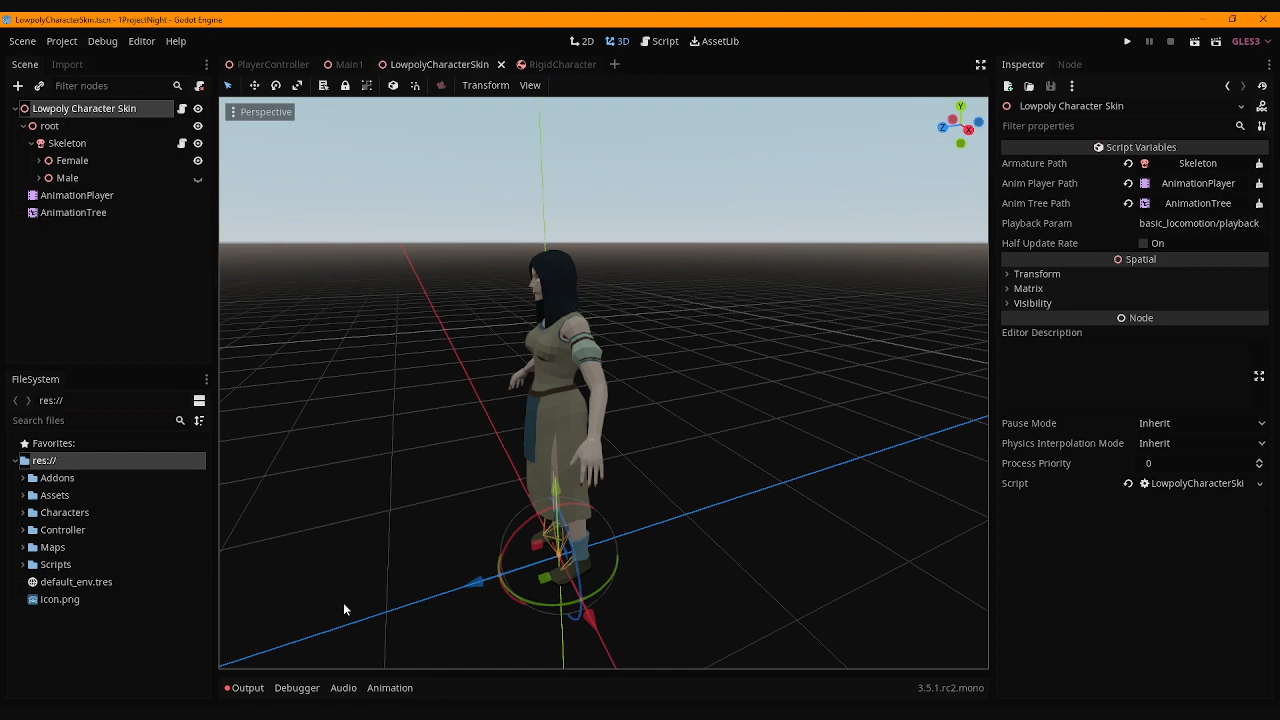 LowpolyCharacterSkin.tscn - TProjectNight - Godot Engine
Scene Project Debug Editor Help
2D 3D Script AssetLib
GLES3
Scene Import
Filter nodes
Lowpoly Character Skin
root
Skeleton
Female
Male
AnimationPlayer
AnimationTree
FileSystem
res://
Search files
Favorites:
res://
Addons
Assets
Characters
Controller
Maps
Scripts
default_env.tres
icon.png
PlayerController Main1 LowpolyCharacterSkin RigidCharacter
Transform View
Perspective
Y
Z
X
Output Debugger Audio Animation
3.5.1.rc2.mono
Inspector Node
Lowpoly Character Skin
Filter properties
Script Variables
Armature Path Skeleton
Anim Player Path AnimationPlayer
Anim Tree Path AnimationTree
Playback Param basic_locomotion/playback
Half Update Rate On
Spatial
Transform
Matrix
Visibility
Node
Editor Description
Pause Mode Inherit
Physics Interpolation Mode Inherit
Process Priority 0
Script LowpolyCharacterSki